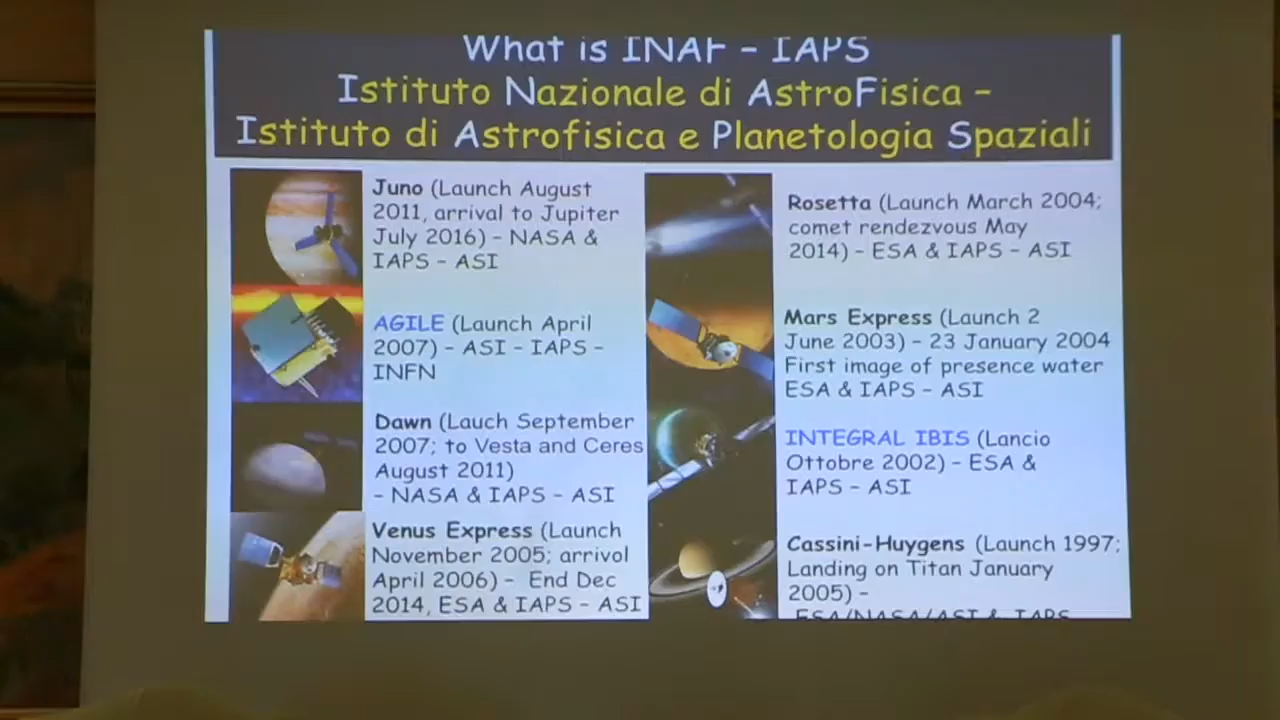 What is INAF - IAPS
Istituto Nazionale di AstroFisica -
Istituto di Astrofisica e Planetologia Spaziali
Juno (Launch August
2011, arrival to Jupiter
July 2016) - NASA &
IAPS - ASI
AGILE (Launch April
2007) - ASI - IAPS -
INFN
Dawn (Lauch September
2007; to Vesta and Ceres
August 2011)
- NASA & IAPS - ASI
Venus Express (Launch
November 2005; arrivol
April 2006) - End Dec
2014, ESA & IAPS - ASI
Rosetta (Launch March 2004;
comet rendezvous May
2014) - ESA & IAPS - ASI
Mars Express (Launch 2
June 2003) - 23 January 2004
First image of presence water
ESA & IAPS - ASI
INTEGRAL IBIS (Lancio
Ottobre 2002) - ESA &
IAPS - ASI
Cassini-Huygens (Launch 1997;
Landing on Titan January
2005) -
ESA/NASA/ASI & IAPS